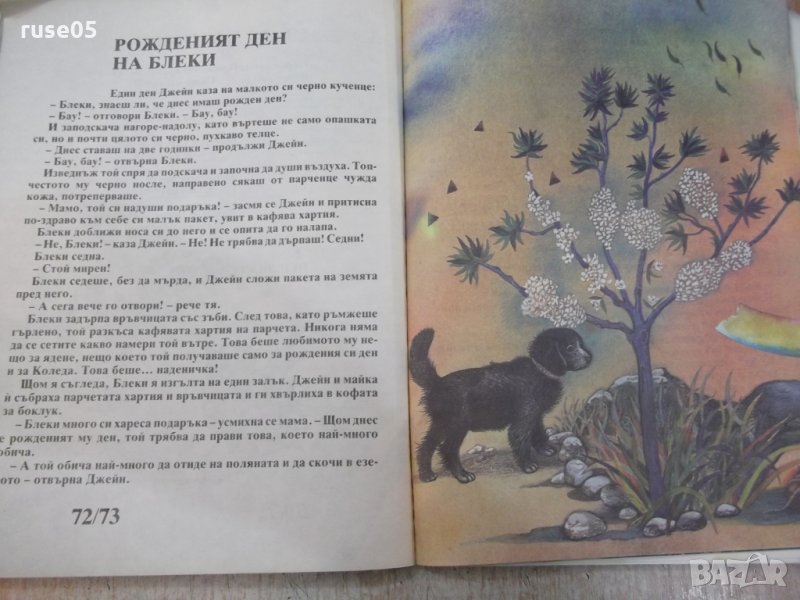 ruse05
РОЖДЕНИЯТ ДЕН
НА БЛЕКИ
Един ден Джейн каза на малкото си черно кученце:
– Блеки, знаеш ли, че днес имаш рожден ден?
– Бау! – отговори Блеки. – Бау, бау!
И заподскача нагоре-надолу, като въртеше не само опашката
си, но и почти цялото си черно, пухкаво телце.
– Днес ставаш на две годинки – продължи Джейн.
– Бау, бау! – отвърна Блеки.
Изведнъж той спря да подскача и започна да души въздуха. Топ-
честото му черно носле, направено сякаш от парченце чужда
кожа, потреперваше.
– Мамо, той си надуши подаръка! – засмя се Джейн и притисна
по-здраво към себе си малък пакет, увит в кафява хартия.
Блеки доближи носа си до него и се опита да го налапа.
– Не, Блеки! – каза Джейн. – Не! Не трябва да дърпаш! Седни!
Блеки седна.
– Стой мирен!
Блеки седеше, без да мърда, и Джейн сложи пакета на земята
пред него.
– А сега вече го отвори! – рече тя.
Блеки задърпа връвчицата със зъби. След това, като ръмжеше
гърлено, той разкъса кафявата хартия на парчета. Никога няма
да се сетите какво намери той вътре. Това беше любимото му не-
що за ядене, нещо което той получаваше само за рождения си ден
и за Коледа. Това беше... наденичка!
Щом я съгледа, Блеки я изгълта на един залък. Джейн и майка
ѝ събраха парчетата хартия и връвчицата и ги хвърлиха в кофата
за боклук.
– Блеки много си хареса подаръка – усмихна се мама. – Щом днес
е рожденият му ден, той трябва да прави това, което най-много
обича.
– А той обича най-много да отиде на поляната и да скочи в езе-
ото – отвърна Джейн.
72/73
BAZAR